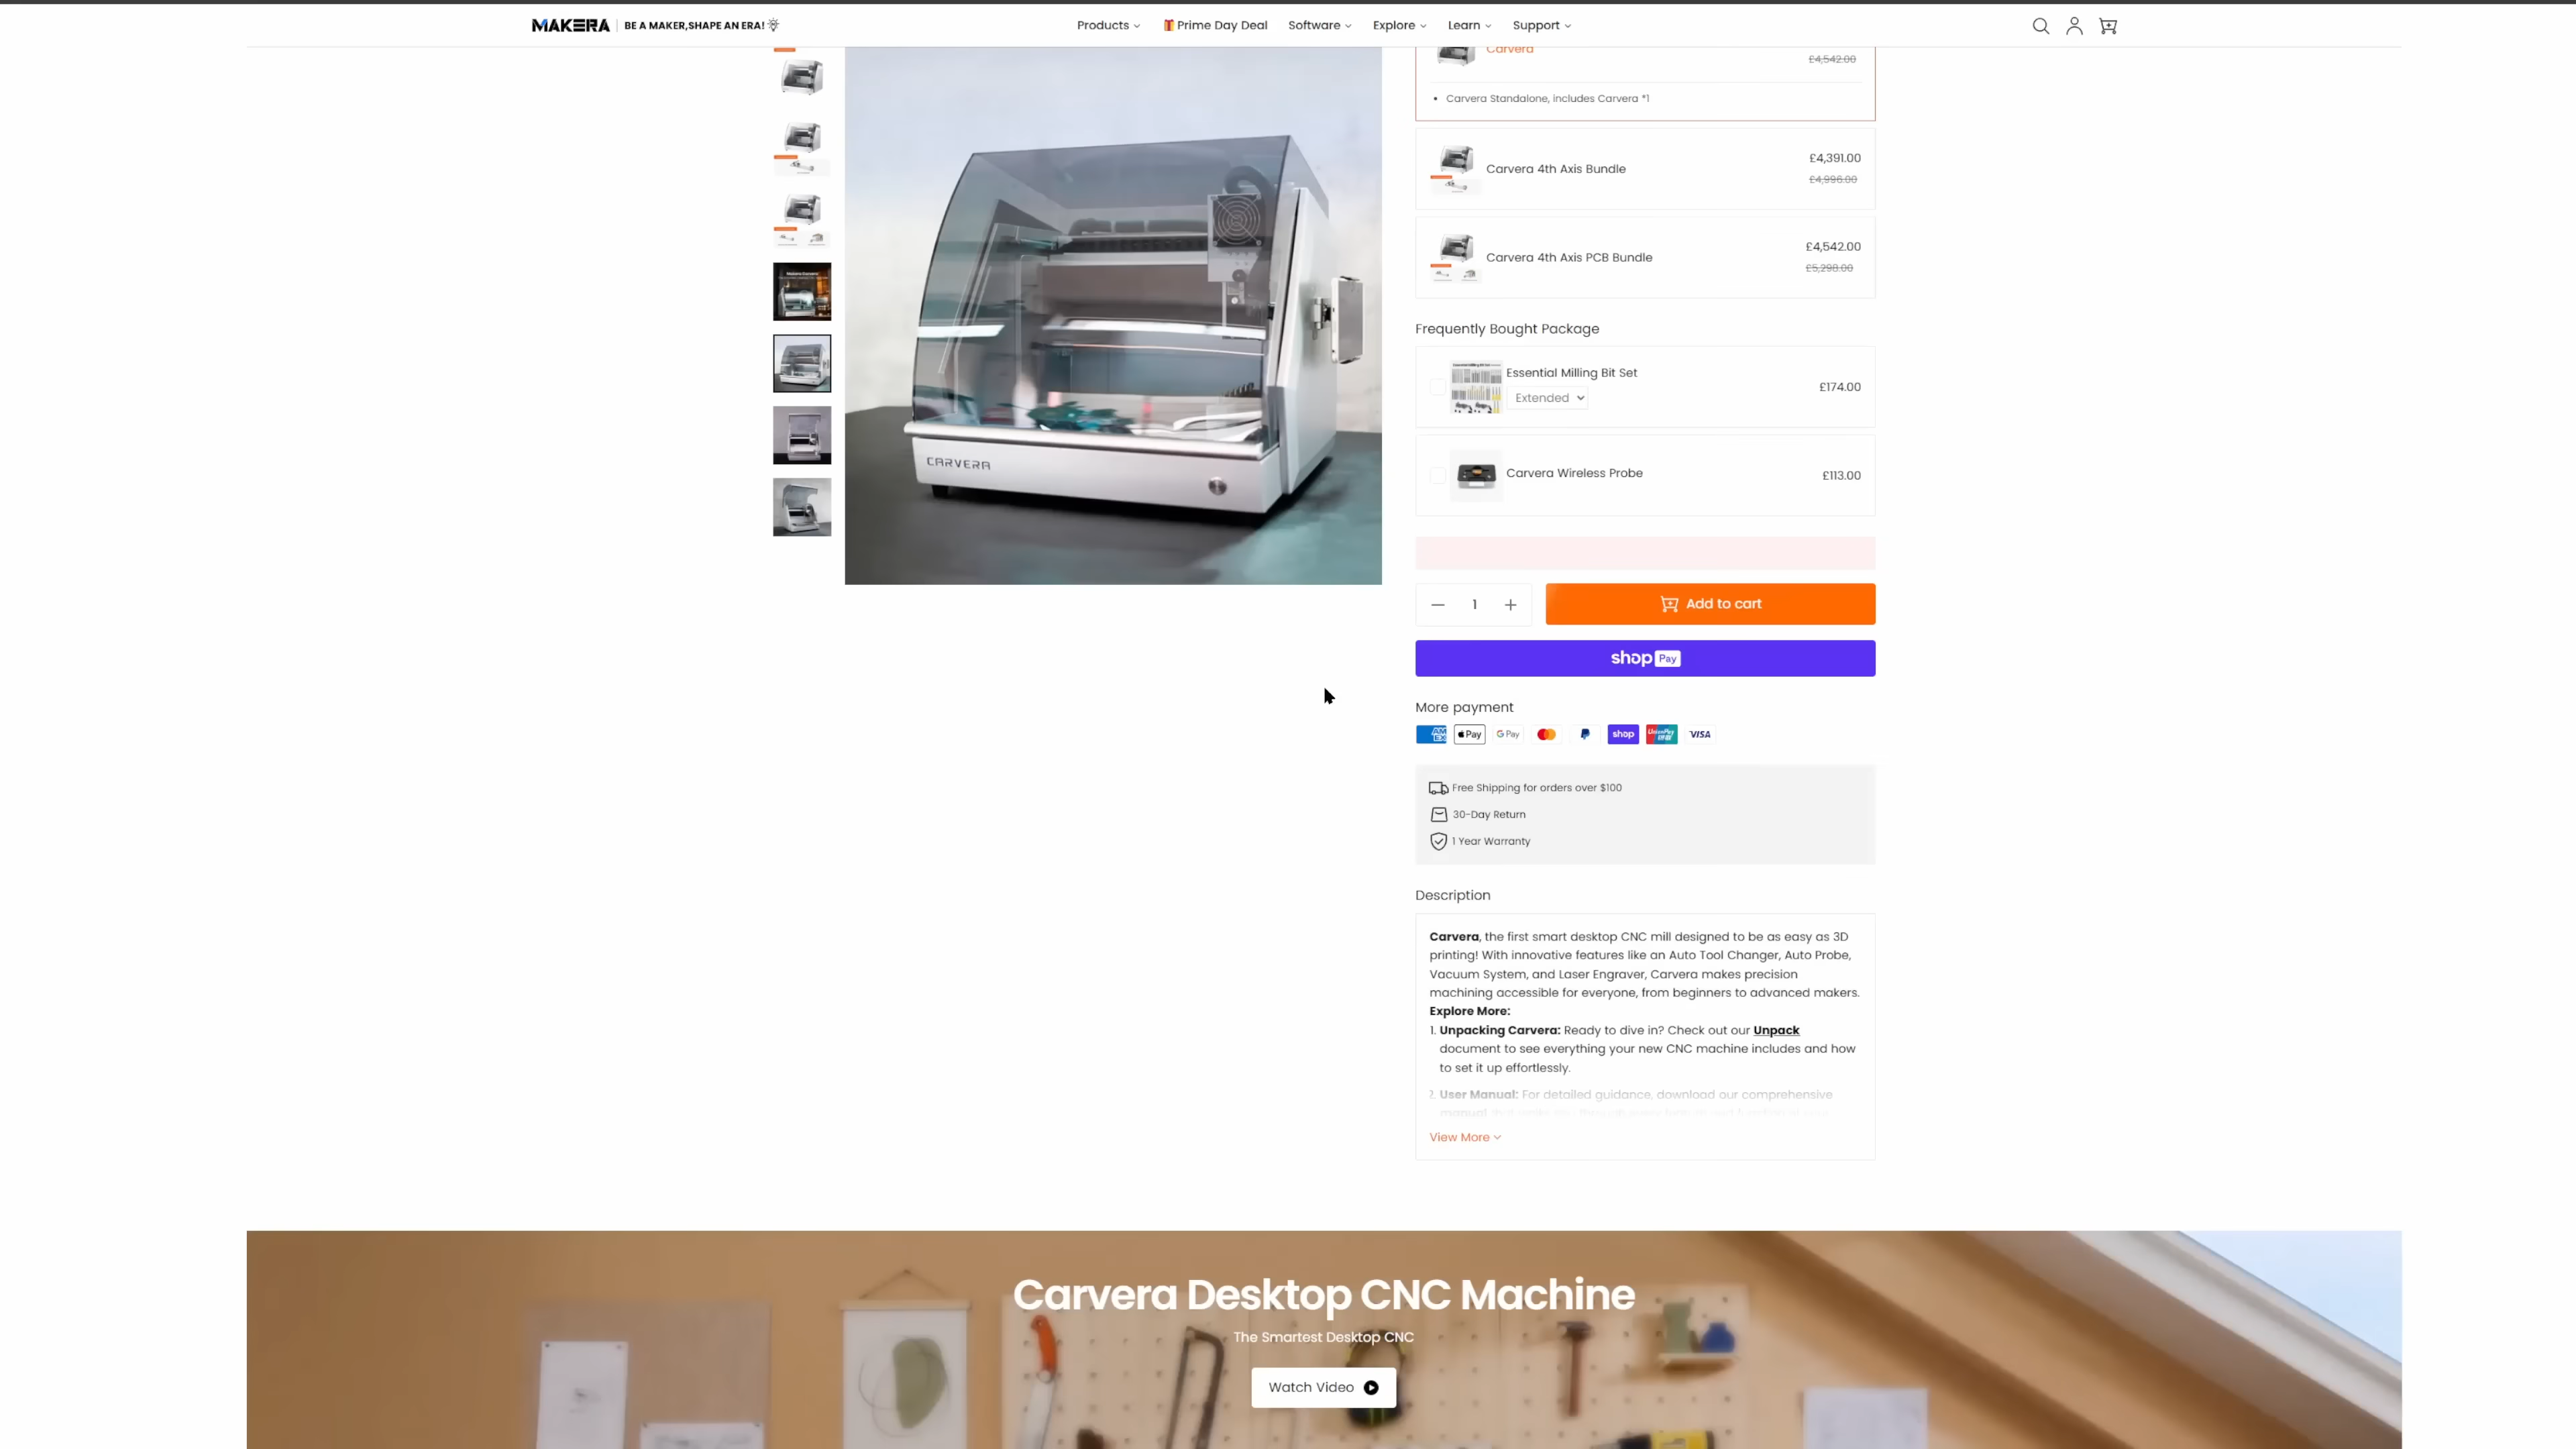 MAKERA
BE A MAKER,SHAPE AN ERA!
Products
Prime Day Deal
Software
Explore
Learn
Support
Carvera
£4,542.00
Carvera Standalone, includes Carvera *1
Carvera 4th Axis Bundle
£4,391.00
£4,996.00
Carvera 4th Axis PCB Bundle
£4,542.00
£5,298.00
CARVERA
Frequently Bought Package
Essential Milling Bit Set
Extended
£174.00
Carvera Wireless Probe
£113.00
1
Add to cart
shop Pay
More payment
AM EX
Pay
G Pay
shop
UnionPay
VISA
Free Shipping for orders over $100
30-Day Return
1 Year Warranty
Description
Carvera, the first smart desktop CNC mill designed to be as easy as 3D
printing! With innovative features like an Auto Tool Changer, Auto Probe,
Vacuum System, and Laser Engraver, Carvera makes precision
machining accessible for everyone, from beginners to advanced makers.
Explore More:
1. Unpacking Carvera: Ready to dive in? Check out our Unpack
document to see everything your new CNC machine includes and how
to set it up effortlessly.
2. User Manual: For detailed guidance, download our comprehensive
manual
View More
Carvera Desktop CNC Machine
The Smartest Desktop CNC
Watch Video